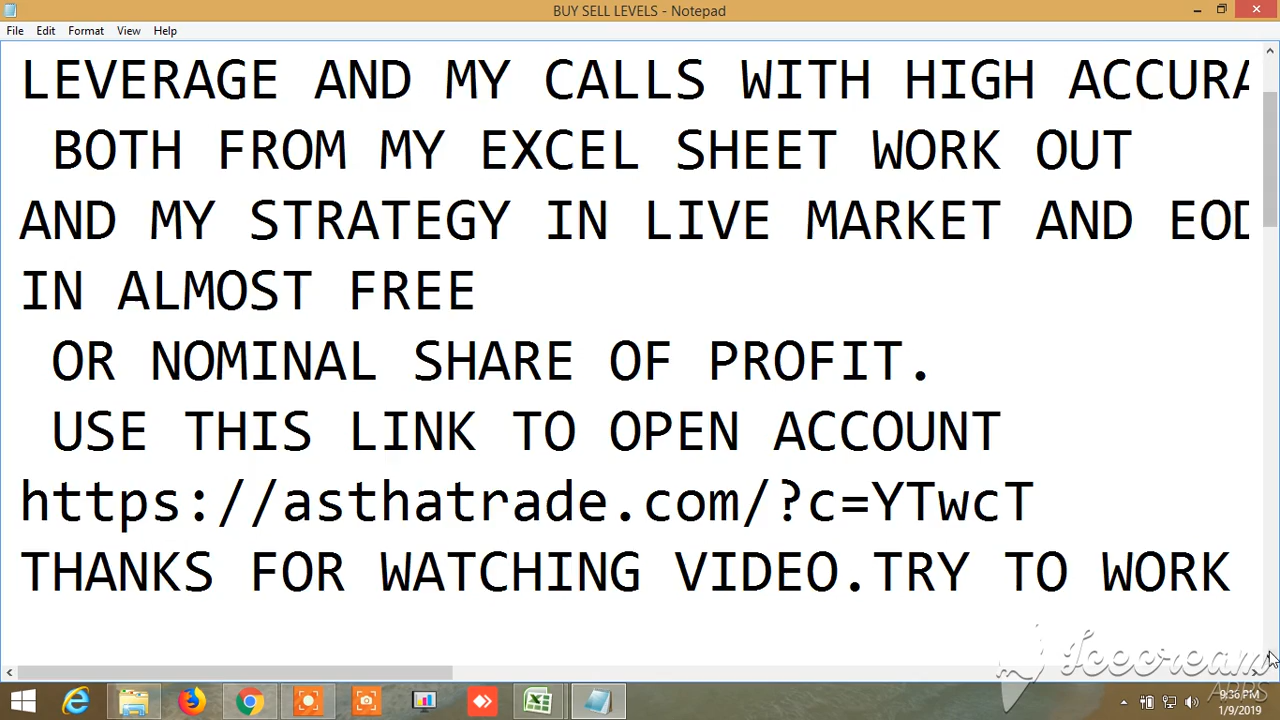 BUY SELL LEVELS - Notepad
File Edit Format View Help
LEVERAGE AND MY CALLS WITH HIGH ACCURA
BOTH FROM MY EXCEL SHEET WORK OUT
AND MY STRATEGY IN LIVE MARKET AND EOD
IN ALMOST FREE
OR NOMINAL SHARE OF PROFIT.
USE THIS LINK TO OPEN ACCOUNT
https://asthatrade.com/?c=YTwcT
THANKS FOR WATCHING VIDEO.TRY TO WORK
Icecream
APPS
9:36 PM
1/9/2019